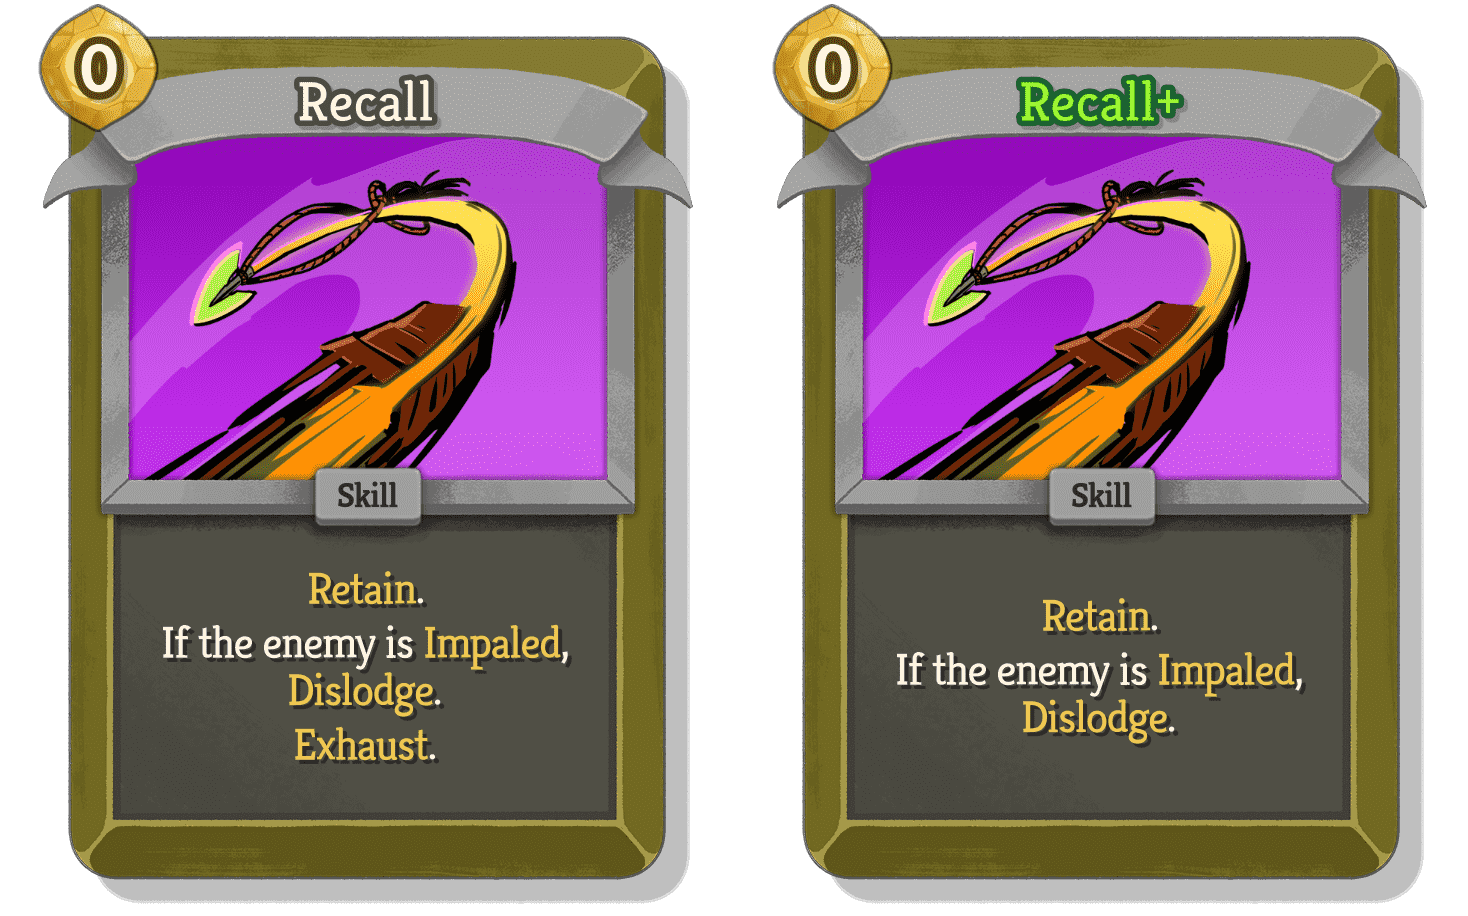 0
Recall
Skill
Retain.
If the enemy is Impaled,
Dislodge.
Exhaust.
0
Recall+
Skill
Retain.
If the enemy is Impaled,
Dislodge.